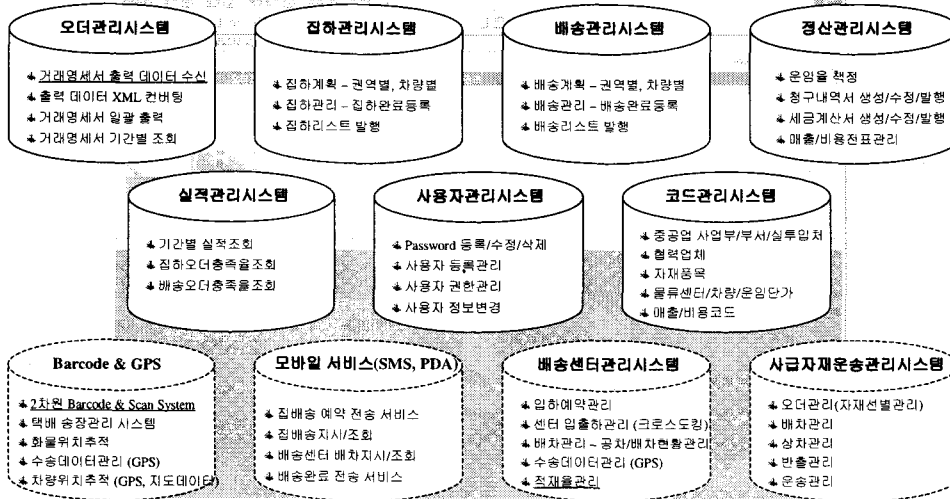 오더관리시스템
거래명세서 출력 데이터 수신
출력 데이터 XML 컨버팅
거래명세서 일괄 출력
거래명세서 기간별 조회
집하관리시스템
집하계획 – 권역별, 차량별
집하관리 – 집하완료등록
집하리스트 발행
배송관리시스템
배송계획 – 권역별, 차량별
배송관리 – 배송완료등록
배송리스트 발행
정산관리시스템
운임율 책정
청구내역서 생성/수정/발행
세금계산서 생성/수정/발행
매출/비용전표관리
실적관리시스템
기간별 실적조회
집하오더충족율조회
배송오더충족율조회
사용자관리시스템
Password 등록/수정/삭제
사용자 등록관리
사용자 권한관리
사용자 정보변경
코드관리시스템
중공업 사업부/부서/실투입처
협력업체
자재품목
물류센터/차량/운임단가
매출/비용코드
Barcode & GPS
2차원 Barcode & Scan System
택배 송장관리 시스템
화물위치추적
수송데이터관리 (GPS)
차량위치추적 (GPS, 지도데이터)
모바일 서비스(SMS, PDA)
집배송 예약 전송 서비스
집배송지시/조회
배송센터 배차지시/조회
배송완료 전송 서비스
배송센터관리시스템
입하예약관리
센터 입출하관리 (크로스도킹)
배차관리 – 공차/배차현황관리
수송데이터관리 (GPS)
적재율관리
사급자재운송관리시스템
오더관리(자재선별관리)
배차관리
상차관리
반출관리
운송관리